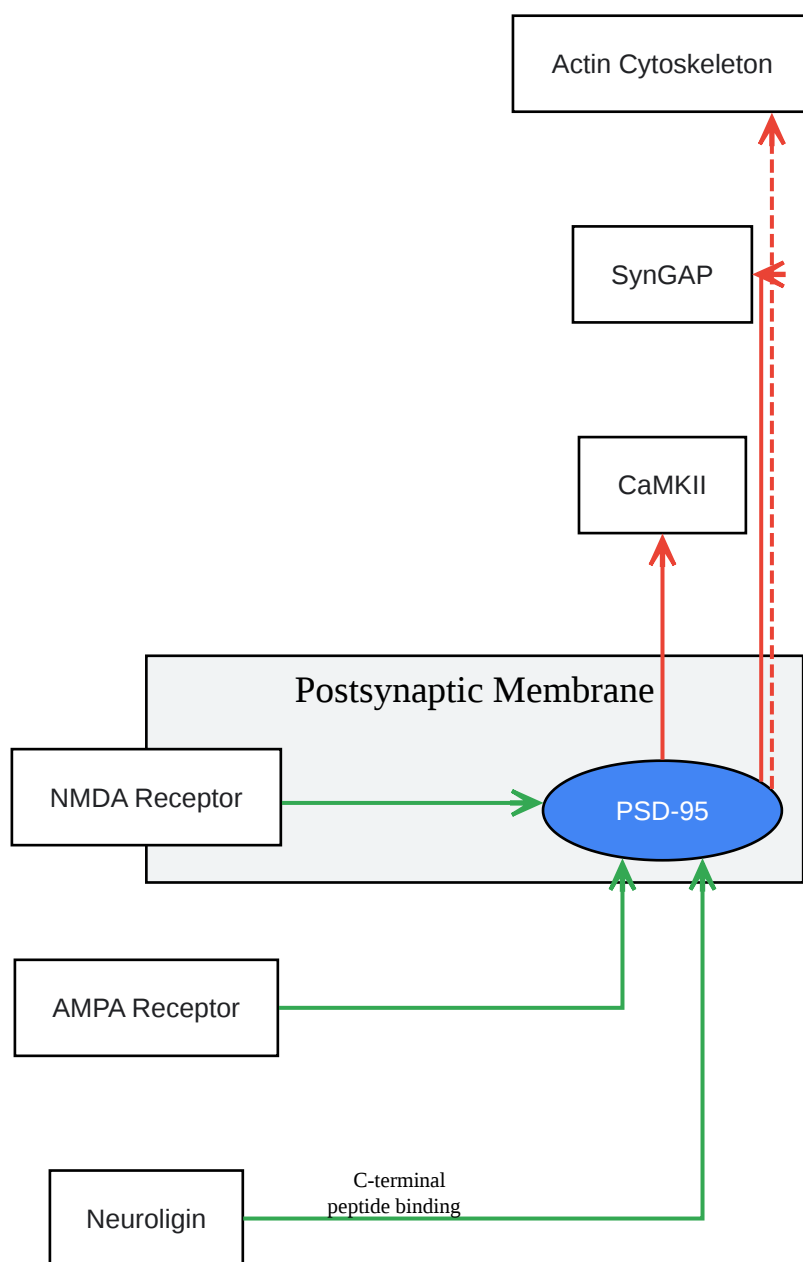 Actin Cytoskeleton
SynGAP
CaMKII
Postsynaptic Membrane
NMDA Receptor
PSD-95
AMPA Receptor
C-terminal
peptide binding
Neuroligin